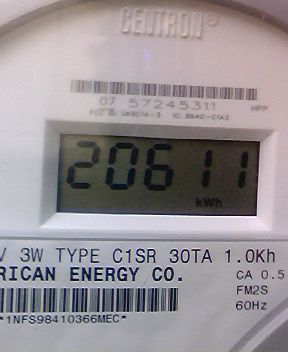 CENTRON®
07 57245311 HPP
20611
kWh
V 3W TYPE C1SR 30TA 1.0Kh
RICAN ENERGY CO. CA 0.5
FM2S
60Hz
*1NFS98410366MEC*